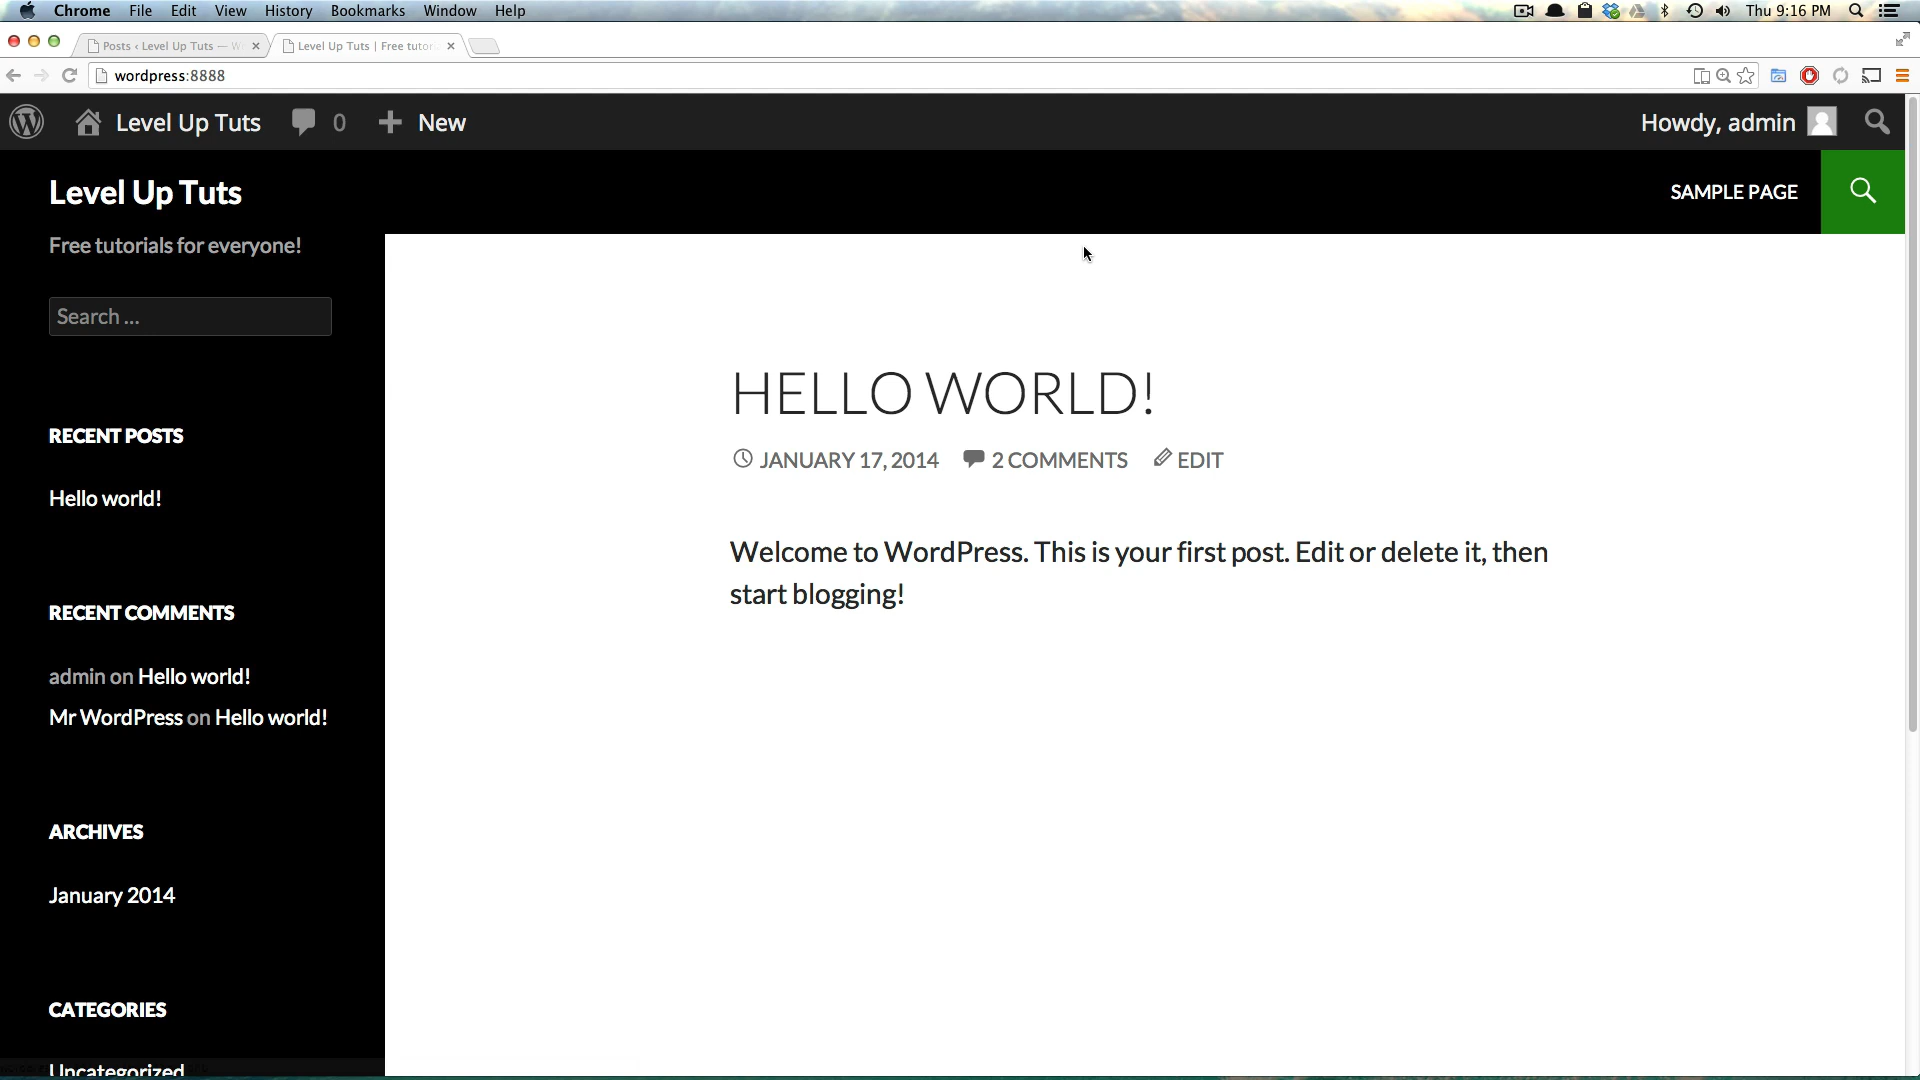 Chrome File Edit View History Bookmarks Window Help Thu 9:16 PM
Posts ‹ Level Up Tuts — W Level Up Tuts | Free tutor
wordpress:8888
Level Up Tuts 0 New Howdy, admin
Level Up Tuts SAMPLE PAGE
Free tutorials for everyone!
Search ...
HELLO WORLD!
JANUARY 17, 2014 2 COMMENTS EDIT
Welcome to WordPress. This is your first post. Edit or delete it, then
start blogging!
RECENT POSTS
Hello world!
RECENT COMMENTS
admin on Hello world!
Mr WordPress on Hello world!
ARCHIVES
January 2014
CATEGORIES
Uncategorized